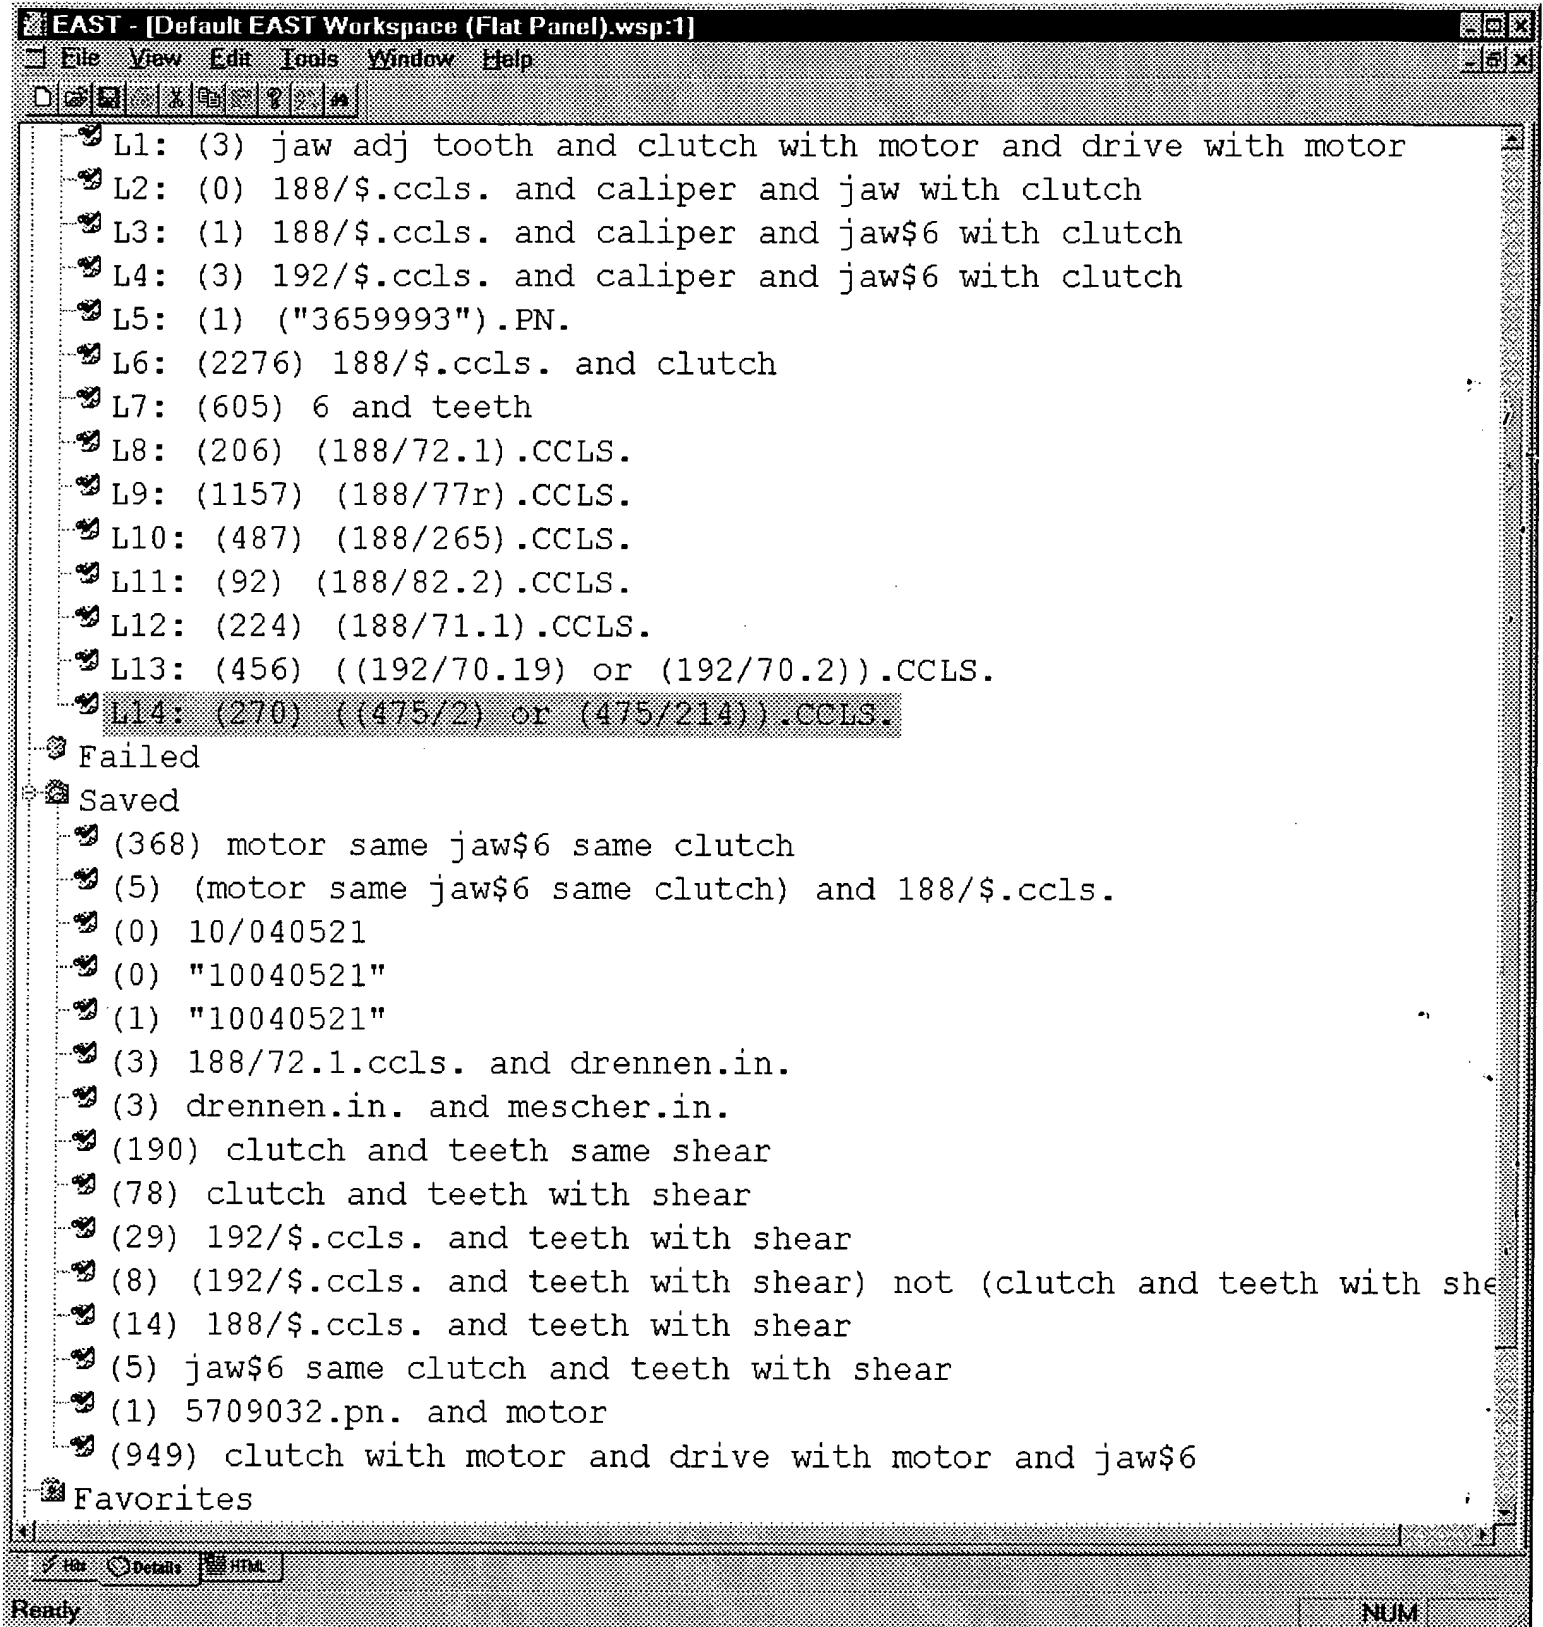 EAST - [Default EAST Workspace (Flat Panel).wsp:1]
File View Edit Tools Window Help
L1: (3) jaw adj tooth and clutch with motor and drive with motor
L2: (0) 188/$.ccls. and caliper and jaw with clutch
L3: (1) 188/$.ccls. and caliper and jaw$6 with clutch
L4: (3) 192/$.ccls. and caliper and jaw$6 with clutch
L5: (1) ("3659993").PN.
L6: (2276) 188/$.ccls. and clutch
L7: (605) 6 and teeth
L8: (206) (188/72.1).CCLS.
L9: (1157) (188/77r).CCLS.
L10: (487) (188/265).CCLS.
L11: (92) (188/82.2).CCLS.
L12: (224) (188/71.1).CCLS.
L13: (456) ((192/70.19) or (192/70.2)).CCLS.
L14: (270) ((475/2) or (475/214)).CCLS.
Failed
Saved
(368) motor same jaw$6 same clutch
(5) (motor same jaw$6 same clutch) and 188/$.ccls.
(0) 10/040521
(0) "10040521"
(1) "10040521"
(3) 188/72.1.ccls. and drennen.in.
(3) drennen.in. and mescher.in.
(190) clutch and teeth same shear
(78) clutch and teeth with shear
(29) 192/$.ccls. and teeth with shear
(8) (192/$.ccls. and teeth with shear) not (clutch and teeth with she
(14) 188/$.ccls. and teeth with shear
(5) jaw$6 same clutch and teeth with shear
(1) 5709032.pn. and motor
(949) clutch with motor and drive with motor and jaw$6
Favorites
Hits Details HTML
Ready NUM